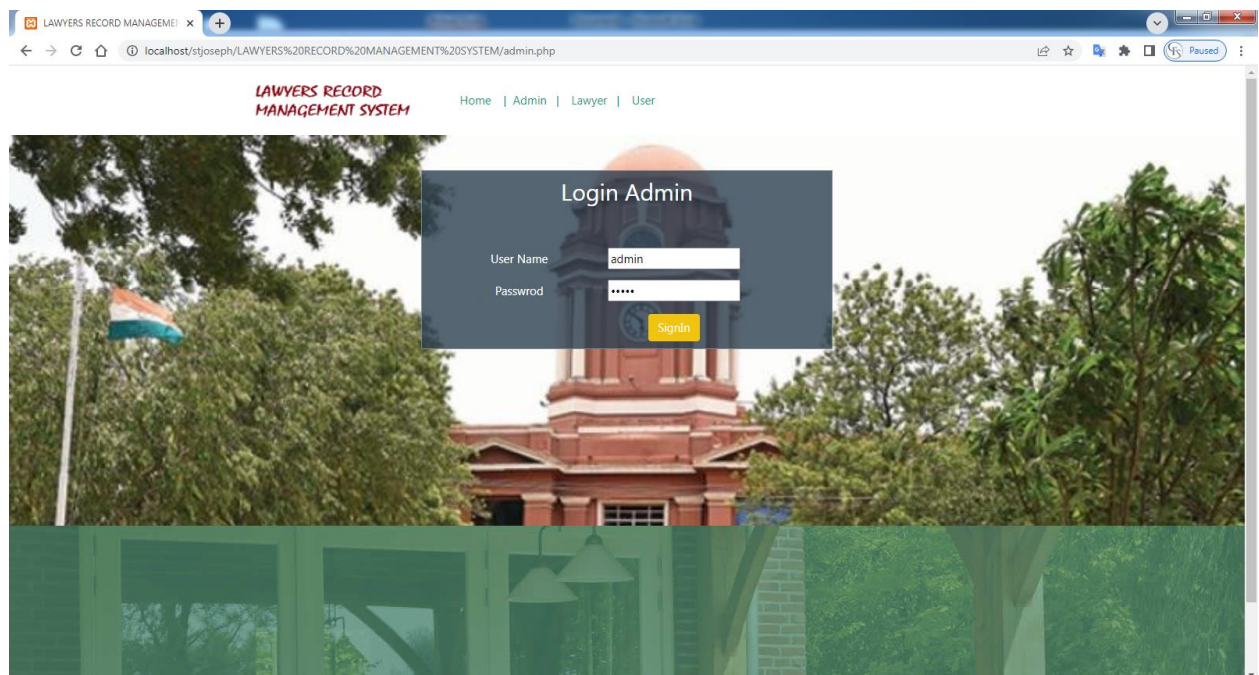 LAWYERS RECORD MANAGEME
localhost/stjoseph/LAWYERS%20RECORD%20MANAGEMENT%20SYSTEM/admin.php
Paused
LAWYERS RECORD
MANAGEMENT SYSTEM
Home | Admin | Lawyer | User
Login Admin
User Name admin
Passwrod •••••
SignIn